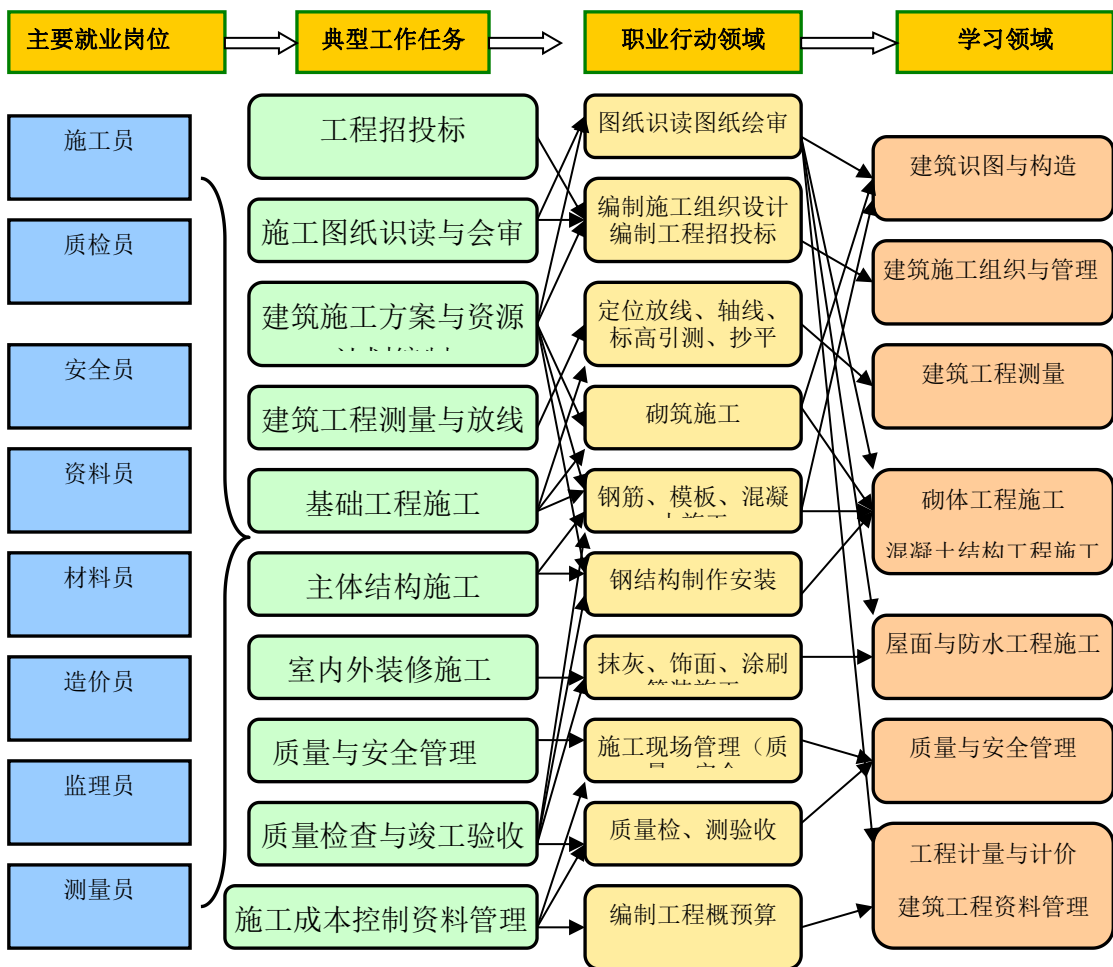 主要就业岗位
典型工作任务
职业行动领域
学习领域
施工员
质检员
安全员
资料员
材料员
造价员
监理员
测量员
工程招投标
施工图纸识读与会审
建筑施工方案与资源
建筑工程测量与放线
基础工程施工
主体结构施工
室内外装修施工
质量与安全管理
质量检查与竣工验收
施工成本控制资料管理
图纸识读图纸绘审
编制施工组织设计
编制工程招投标
定位放线、轴线、
标高引测、抄平
砌筑施工
钢筋、模板、混凝
钢结构制作安装
抹灰、饰面、涂刷
施工现场管理（质
质量检、测验收
编制工程概预算
建筑识图与构造
建筑施工组织与管理
建筑工程测量
砌体工程施工
混凝土结构工程施工
屋面与防水工程施工
质量与安全管理
工程计量与计价
建筑工程资料管理